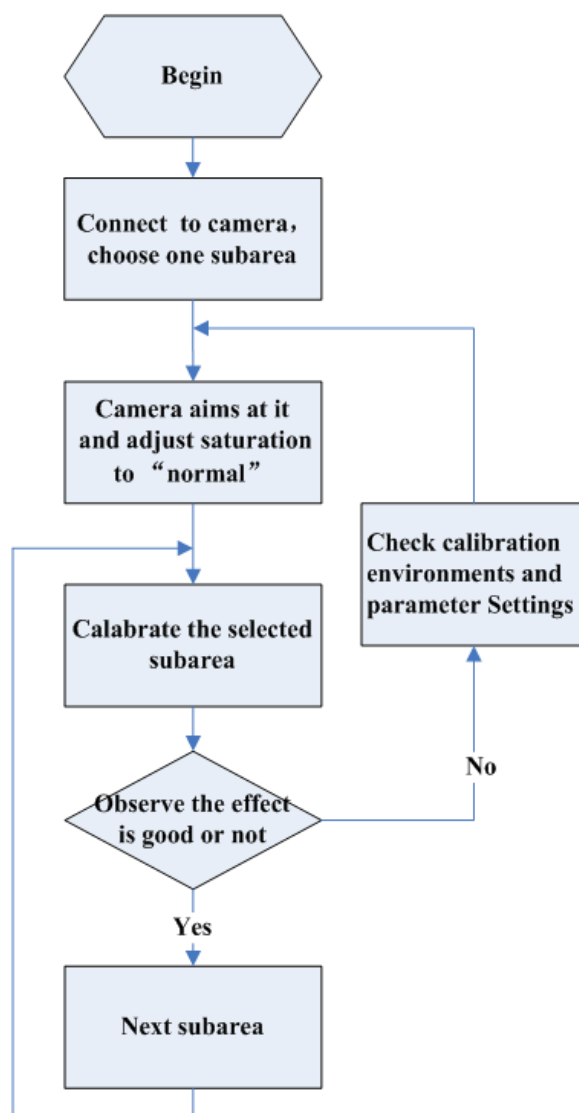 Begin
Connect to camera，
choose one subarea
Camera aims at it
and adjust saturation
to “normal”
Check calibration
environments and
parameter Settings
Calabrate the selected
subarea
Observe the effect
is good or not
No
Yes
Next subarea